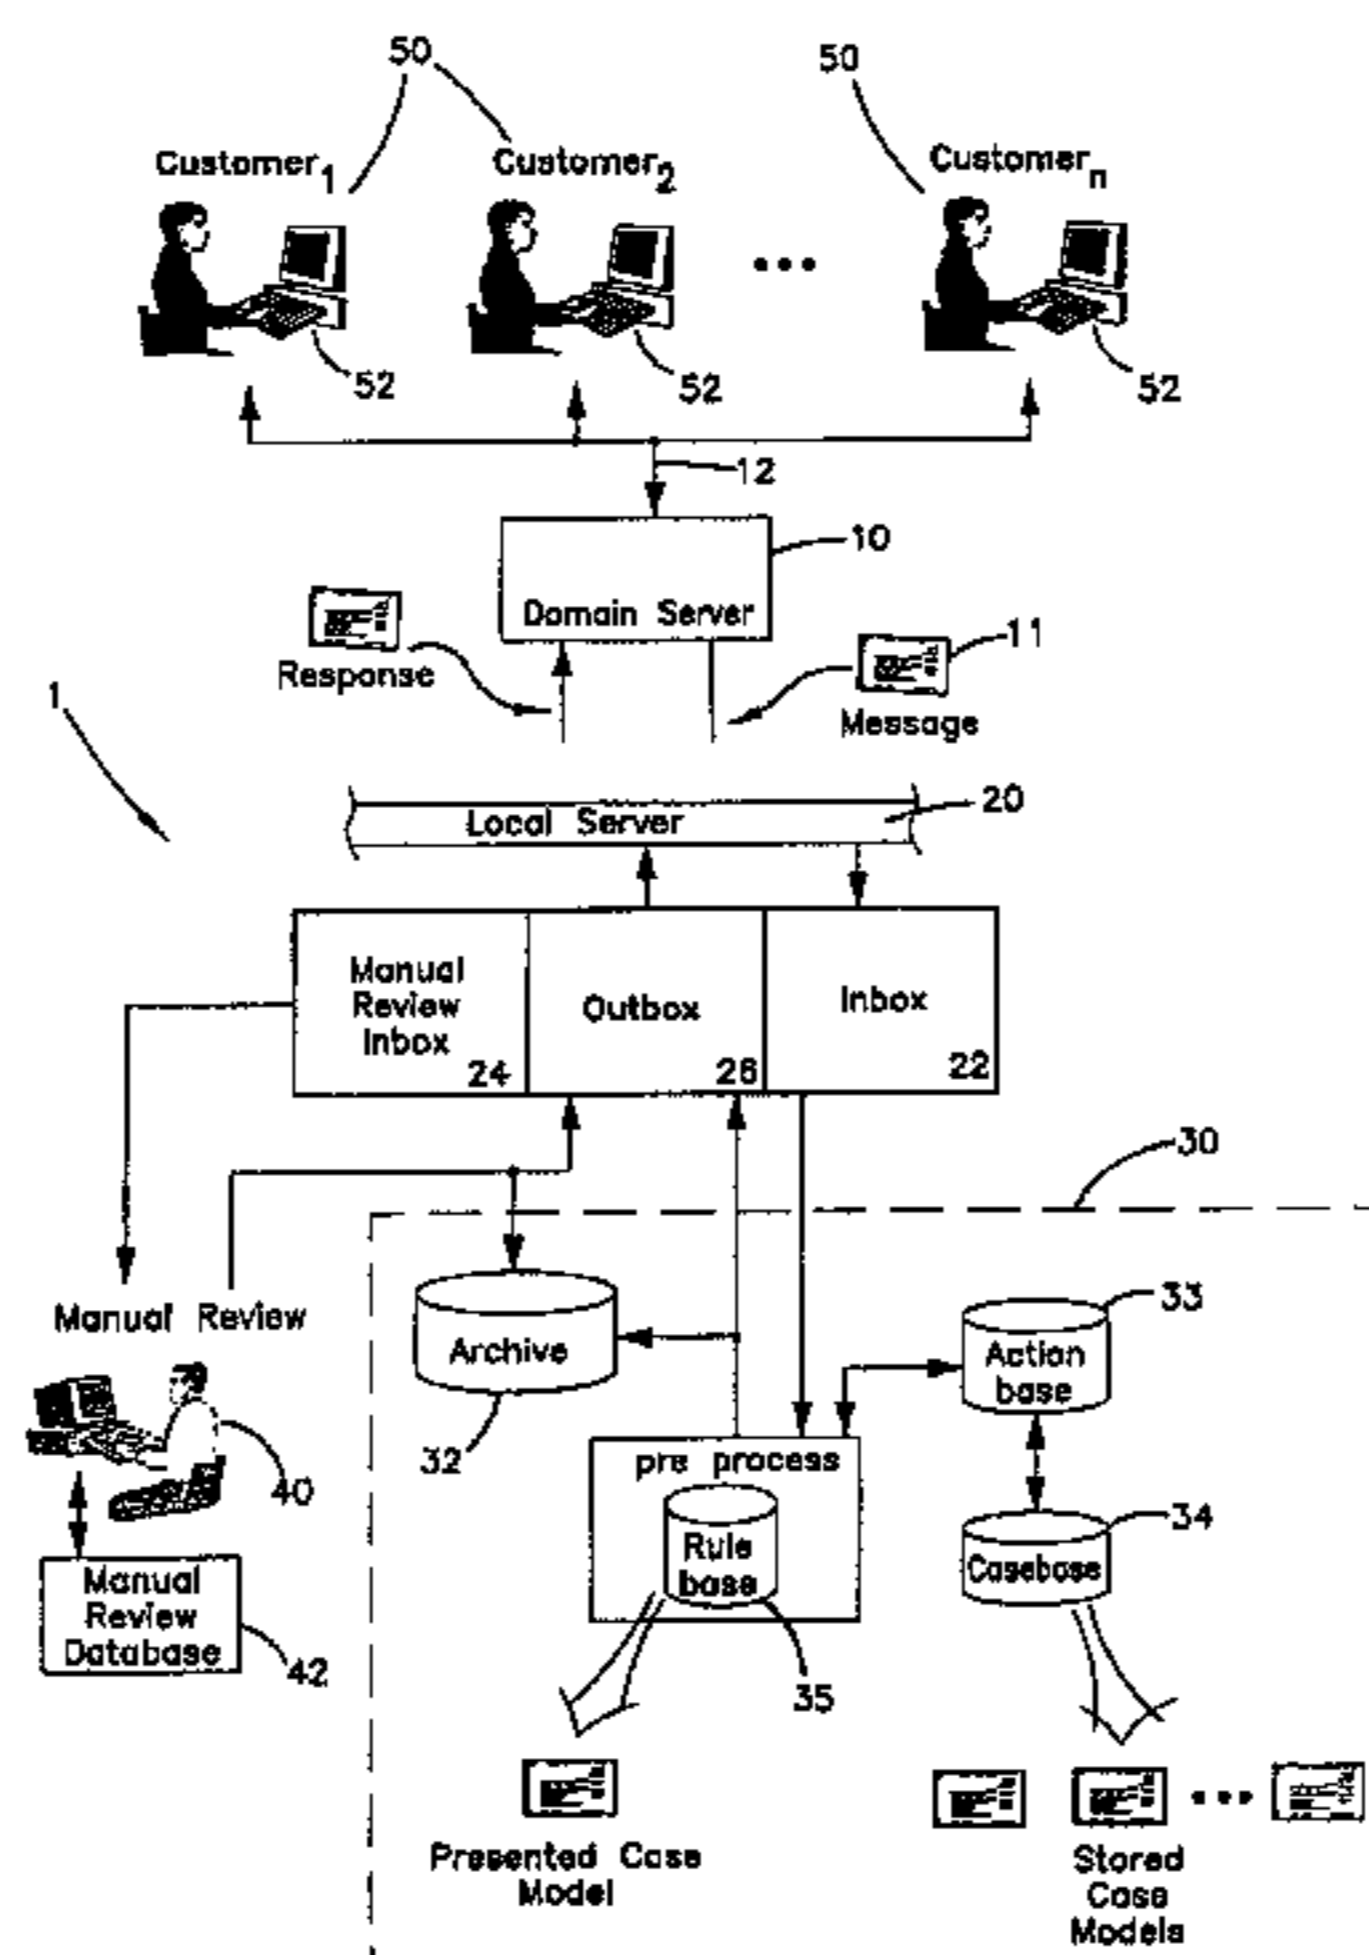 50
50
Customer1
Customer2
Customern
52
52
52
12
10
Domain Server
11
Response
Message
1
20
Local Server
Manual
Review
Inbox
24
Outbox
26
Inbox
22
30
Manual Review
Archive
32
33
Action
base
pre process
Rule
base
35
34
Casebase
40
Manual
Review
Database
42
Presented Case
Model
Stored
Case
Models